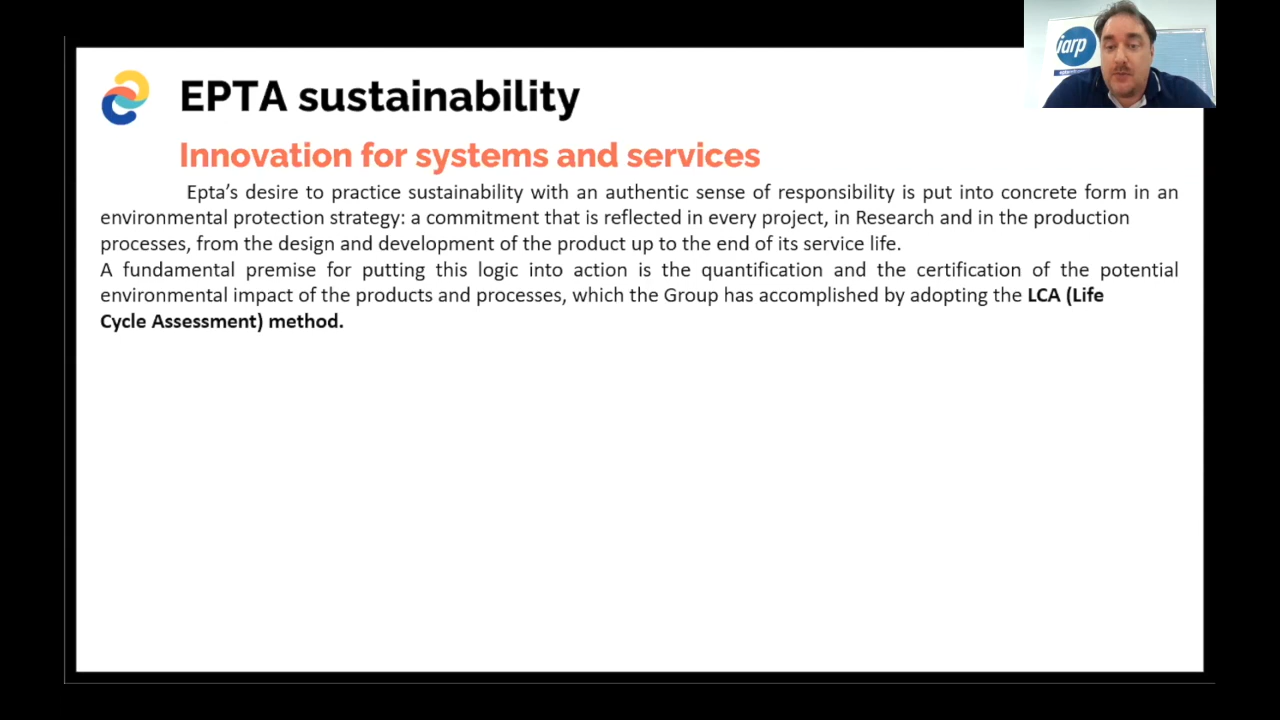 iarp
EPTA sustainability
Innovation for systems and services
Epta’s desire to practice sustainability with an authentic sense of responsibility is put into concrete form in an
environmental protection strategy: a commitment that is reflected in every project, in Research and in the production
processes, from the design and development of the product up to the end of its service life.
A fundamental premise for putting this logic into action is the quantification and the certification of the potential
environmental impact of the products and processes, which the Group has accomplished by adopting the LCA (Life
Cycle Assessment) method.